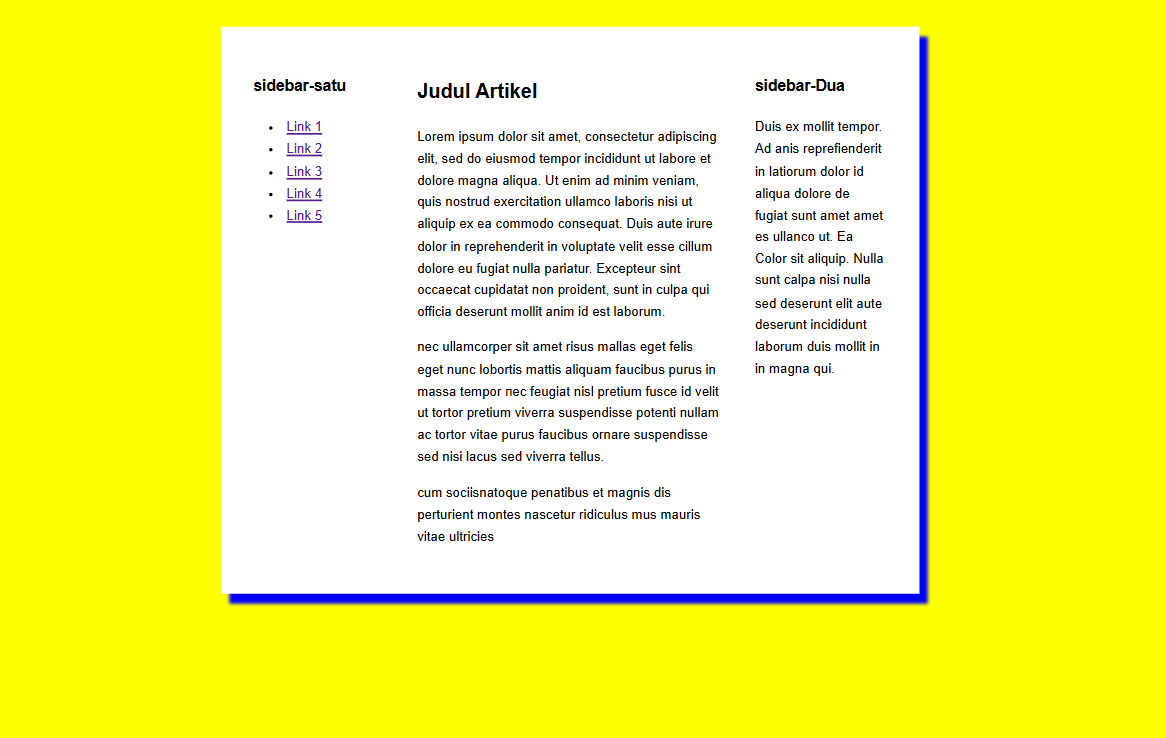 sidebar-satu
Link 1
Link 2
Link 3
Link 4
Link 5
Judul Artikel
Lorem ipsum dolor sit amet, consectetur adipiscing
elit, sed do eiusmod tempor incididunt ut labore et
dolore magna aliqua. Ut enim ad minim veniam,
quis nostrud exercitation ullamco laboris nisi ut
aliquip ex ea commodo consequat. Duis aute irure
dolor in reprehenderit in voluptate velit esse cillum
dolore eu fugiat nulla pariatur. Excepteur sint
occaecat cupidatat non proident, sunt in culpa qui
officia deserunt mollit anim id est laborum.
nec ullamcorper sit amet risus mallas eget felis
eget nunc lobortis mattis aliquam faucibus purus in
massa tempor nec feugiat nisl pretium fusce id velit
ut tortor pretium viverra suspendisse potenti nullam
ac tortor vitae purus faucibus ornare suspendisse
sed nisi lacus sed viverra tellus.
cum sociisnatoque penatibus et magnis dis
perturient montes nascetur ridiculus mus mauris
vitae ultricies
sidebar-Dua
Duis ex mollit tempor.
Ad anis reprefienderit
in latiorum dolor id
aliqua dolore de
fugiat sunt amet amet
es ullanco ut. Ea
Color sit aliquip. Nulla
sunt calpa nisi nulla
sed deserunt elit aute
deserunt incididunt
laborum duis mollit in
in magna qui.